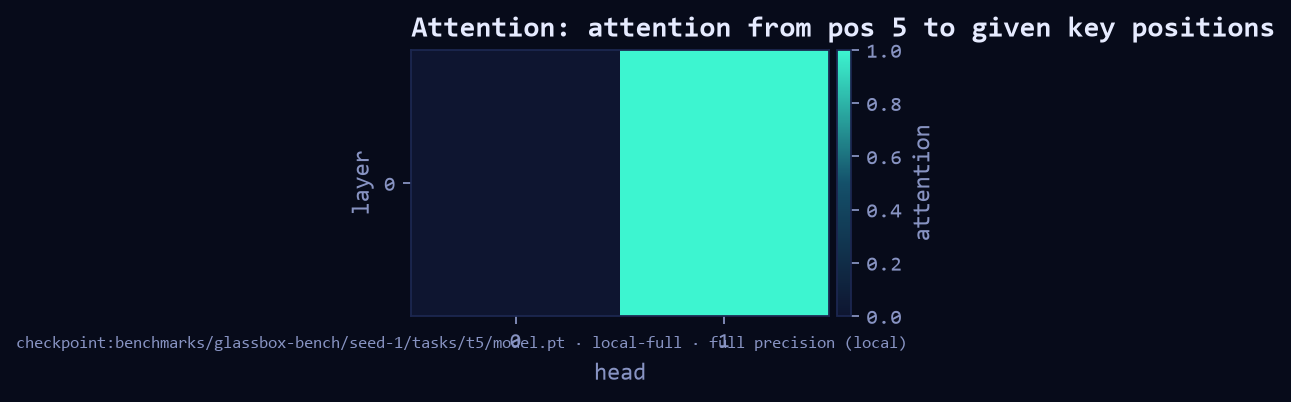 Attention: attention from pos 5 to given key positions
1.0
0.8
0.6
0.4
0.2
0.0
attention
layer
0
0
1
checkpoint:benchmarks/glassbox-bench/seed-1/tasks/t5/model.pt · local-full · full precision (local)
head